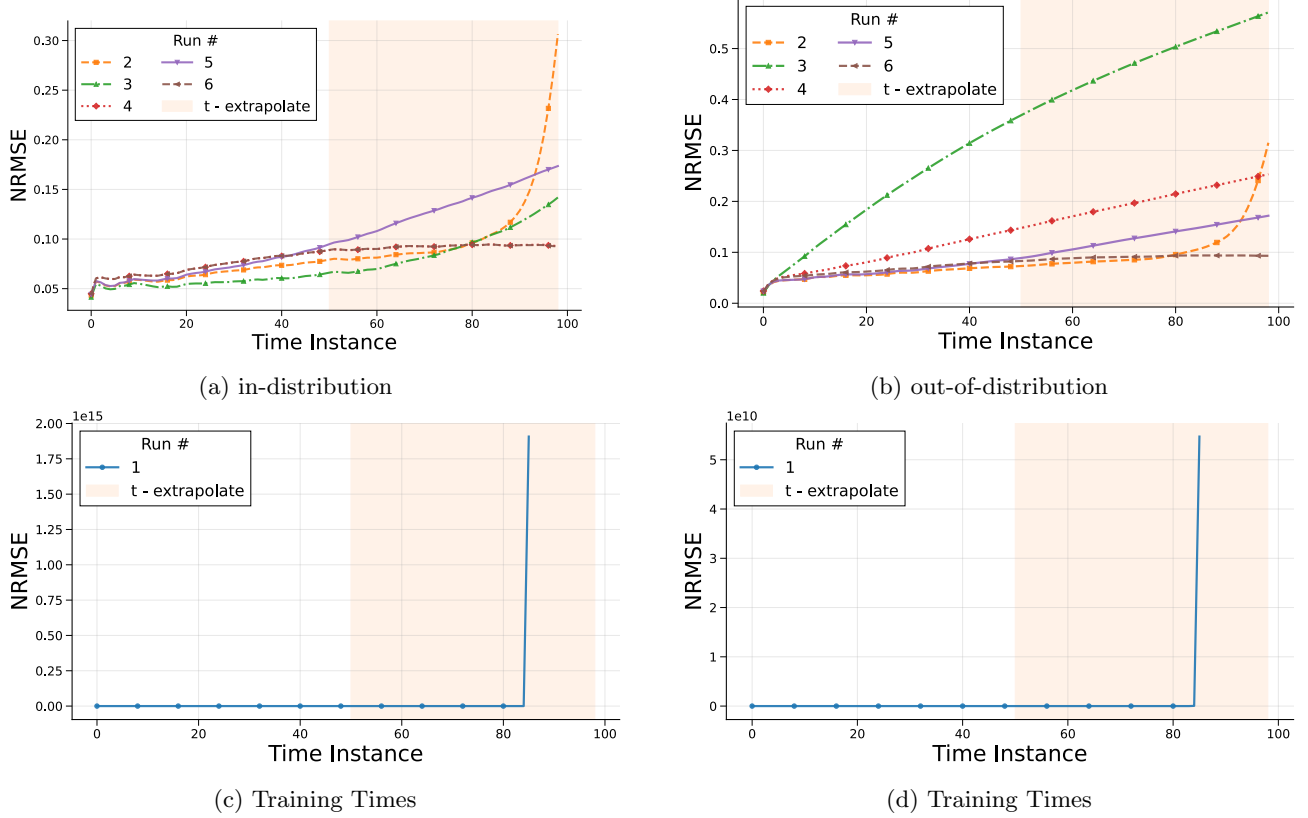 Run #
2 5
3 6
4 t - extrapolate
NRMSE
0.30
0.25
0.20
0.15
0.10
0.05
0 20 40 60 80 100
Time Instance
(a) in-distribution
Run #
2 5
3 6
4 t - extrapolate
NRMSE
0.5
0.4
0.3
0.2
0.1
0.0
0 20 40 60 80 100
Time Instance
(b) out-of-distribution
1e15
Run #
1
t - extrapolate
NRMSE
2.00
1.75
1.50
1.25
1.00
0.75
0.50
0.25
0.00
0 20 40 60 80 100
Time Instance
(c) Training Times
1e10
Run #
1
t - extrapolate
NRMSE
5
4
3
2
1
0
0 20 40 60 80 100
Time Instance
(d) Training Times